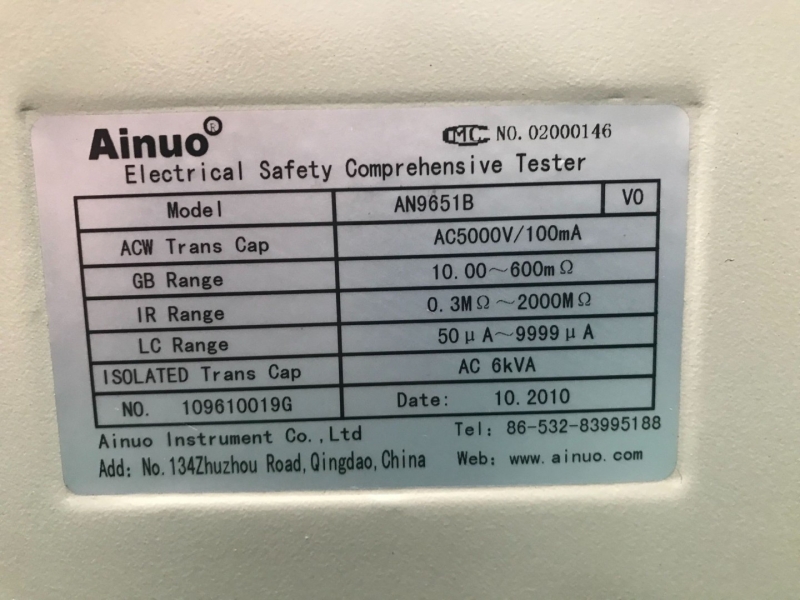 Ainuo®
CMC NO. 02000146
Electrical Safety Comprehensive Tester
Model AN9651B V0
ACW Trans Cap AC5000V/100mA
GB Range 10.00~600mΩ
IR Range 0.3MΩ~2000MΩ
LC Range 50μA~9999μA
ISOLATED Trans Cap AC 6kVA
NO. 109610019G Date: 10.2010
Ainuo Instrument Co.,Ltd Tel: 86-532-83995188
Add: No.134Zhuzhou Road,Qingdao,China Web: www.ainuo.com